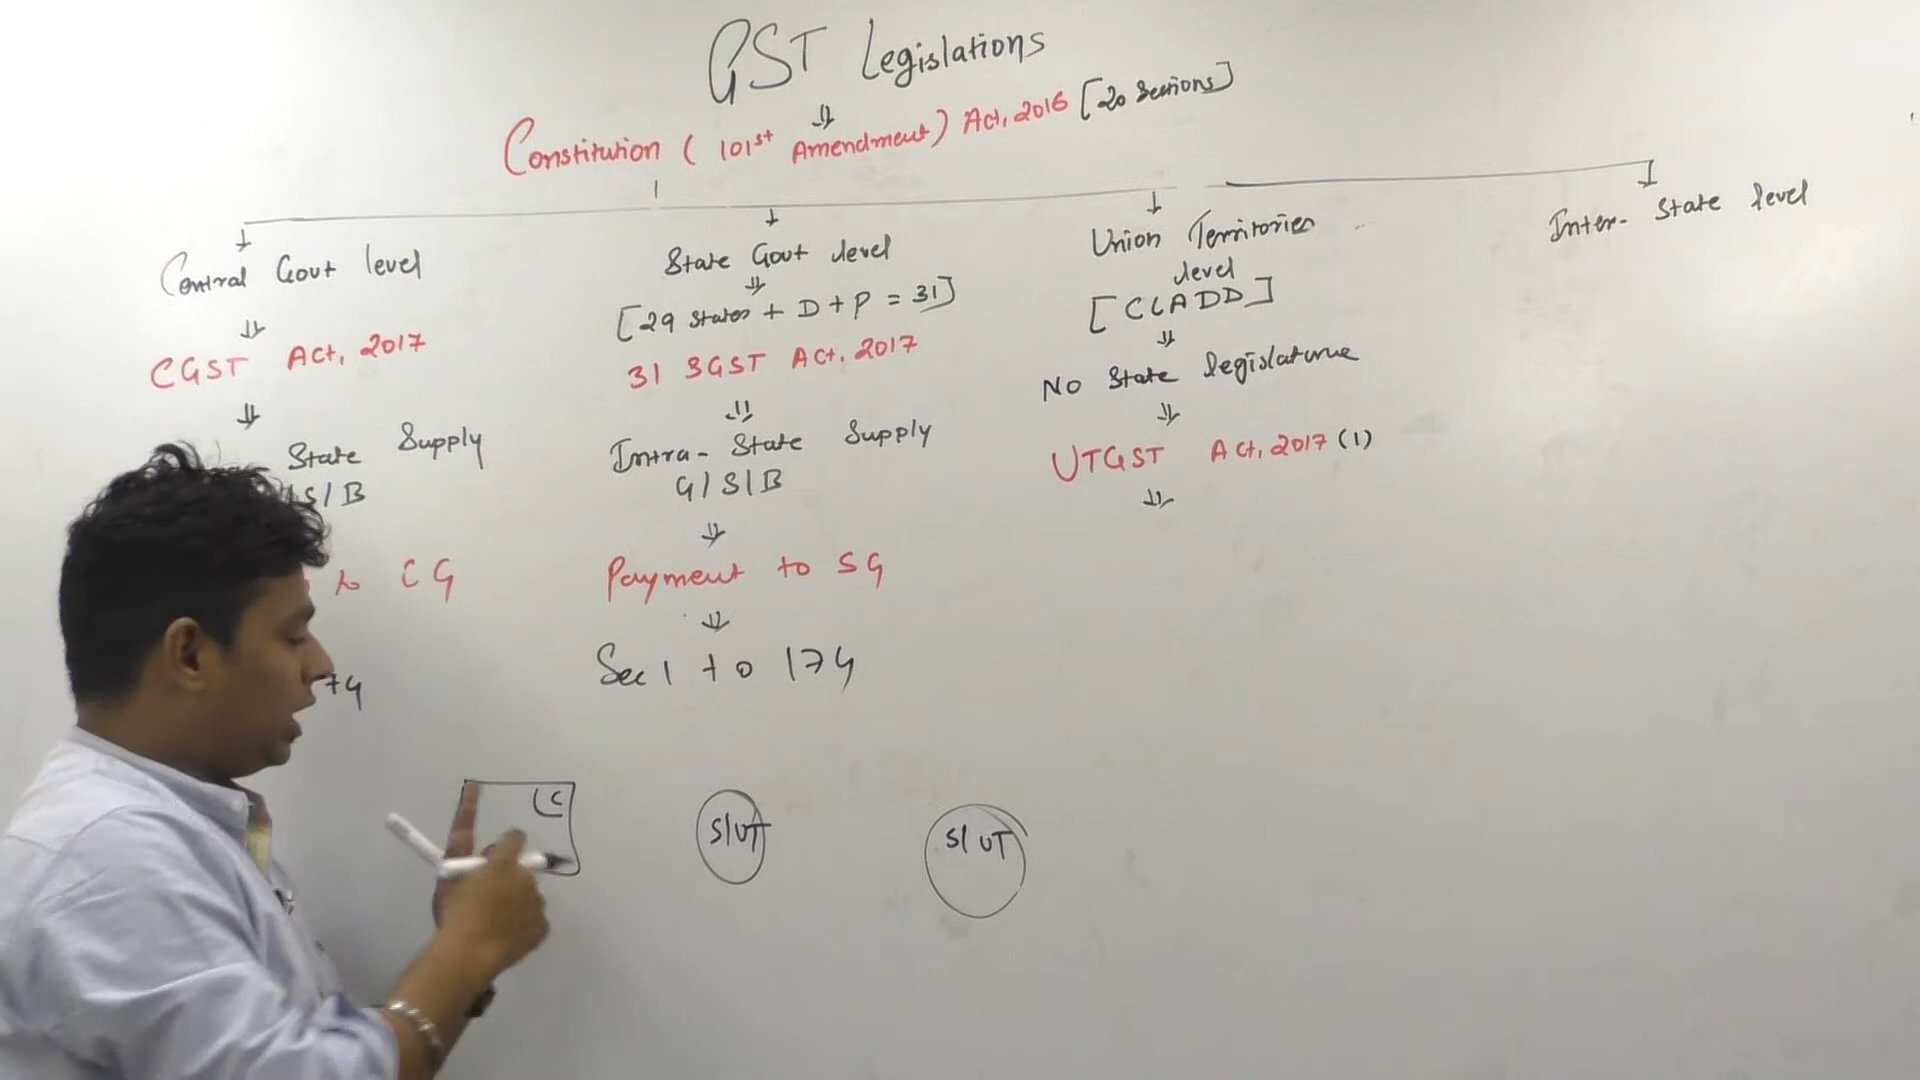 GST Legislations
Constitution ( 101st Amendment) Act, 2016 [20 Sections]
Central Govt level
CGST Act, 2017
State Supply
S/B
to CG
74
State Govt level
[29 States + D + P = 31]
31 SGST Act, 2017
Intra- State Supply
G/S/B
Payment to SG
Sec 1 to 174
Union Territories
level
[CLADD]
No State legislature
UTGST Act, 2017 (1)
Inter- State level
S/UT
S/UT